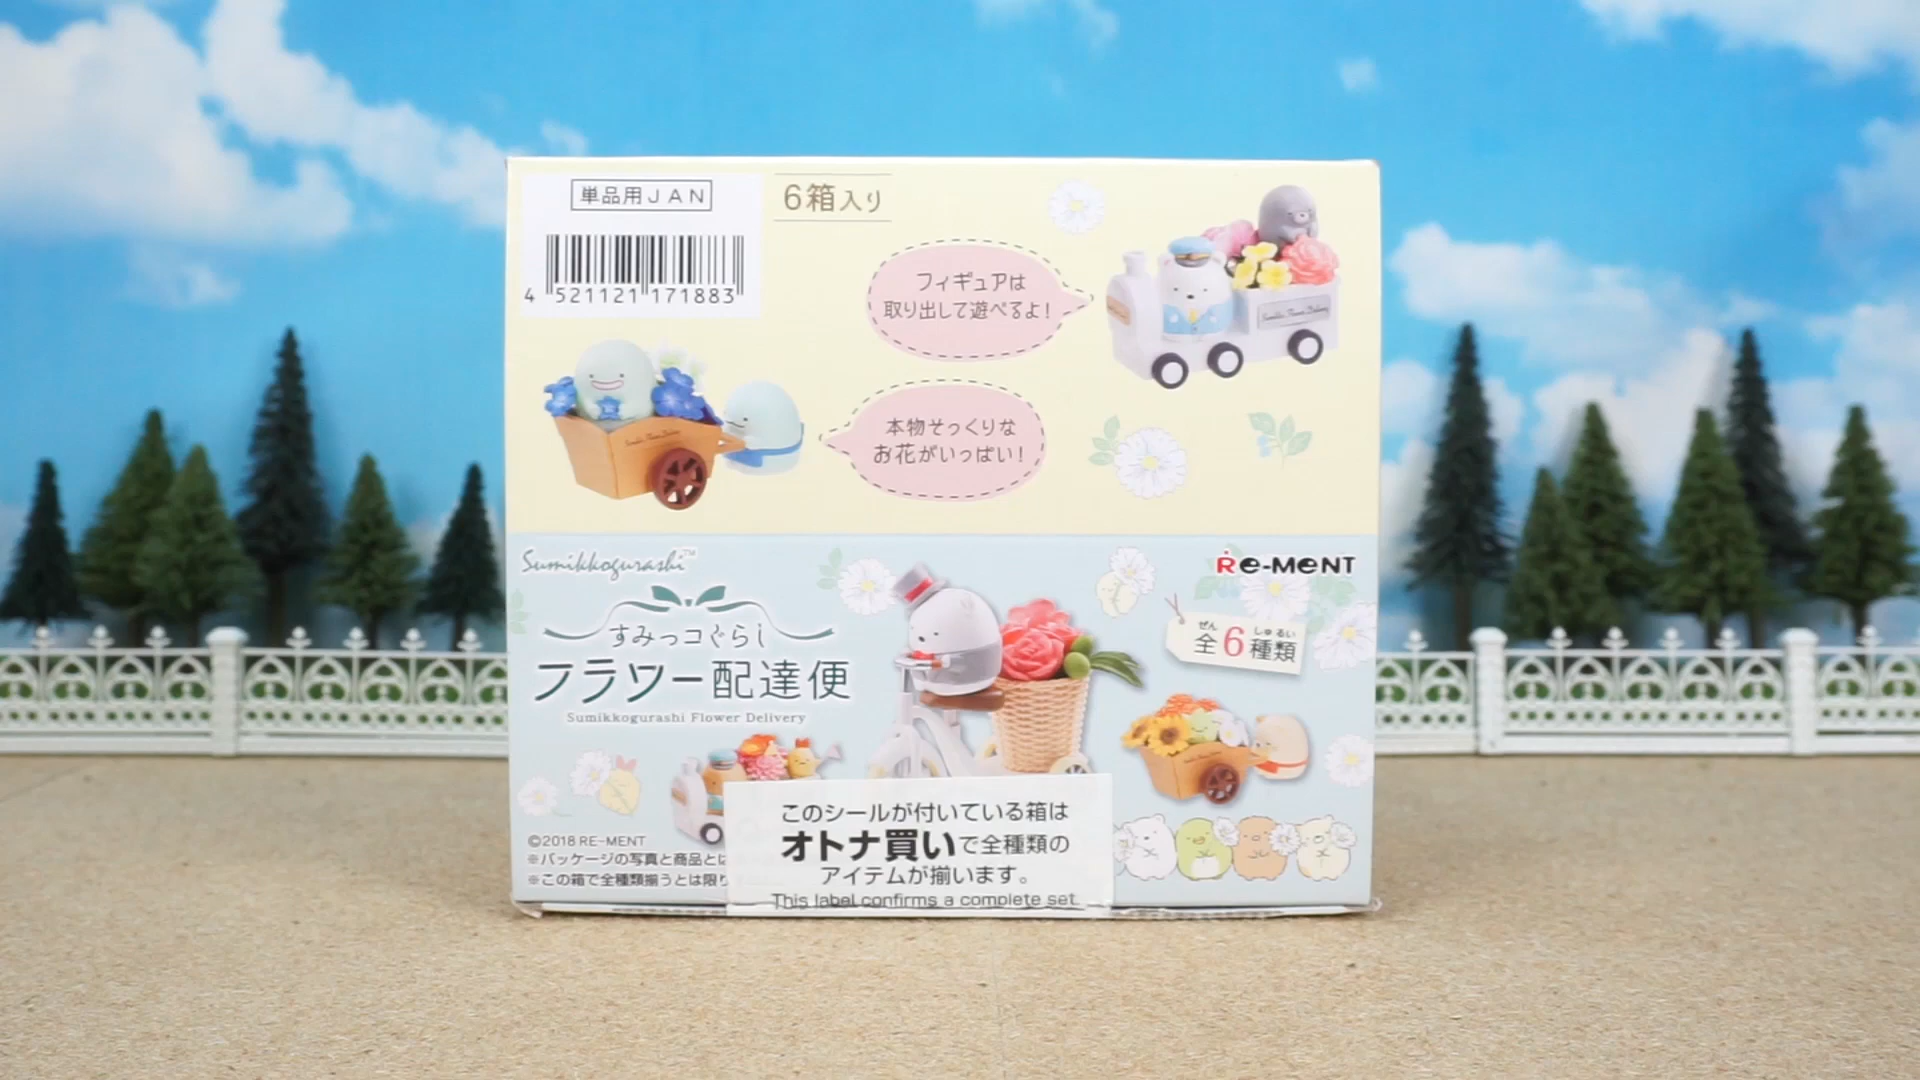 単品用JAN
6箱入り
4 521121 171883
フィギュアは
取り出して遊べるよ!
本物そっくりな
お花がいっぱい!
Sumikkogurashi™
RE-MENT
すみっコぐらし
フラワー配達便
Sumikkogurashi Flower Delivery
ぜん しゅるい
全6種類
©2018 RE-MENT
※パッケージの写真と商品とは
※この箱で全種類揃うとは限り
このシールが付いている箱は
オトナ買いで全種類の
アイテムが揃います。
This label confirms a complete set.